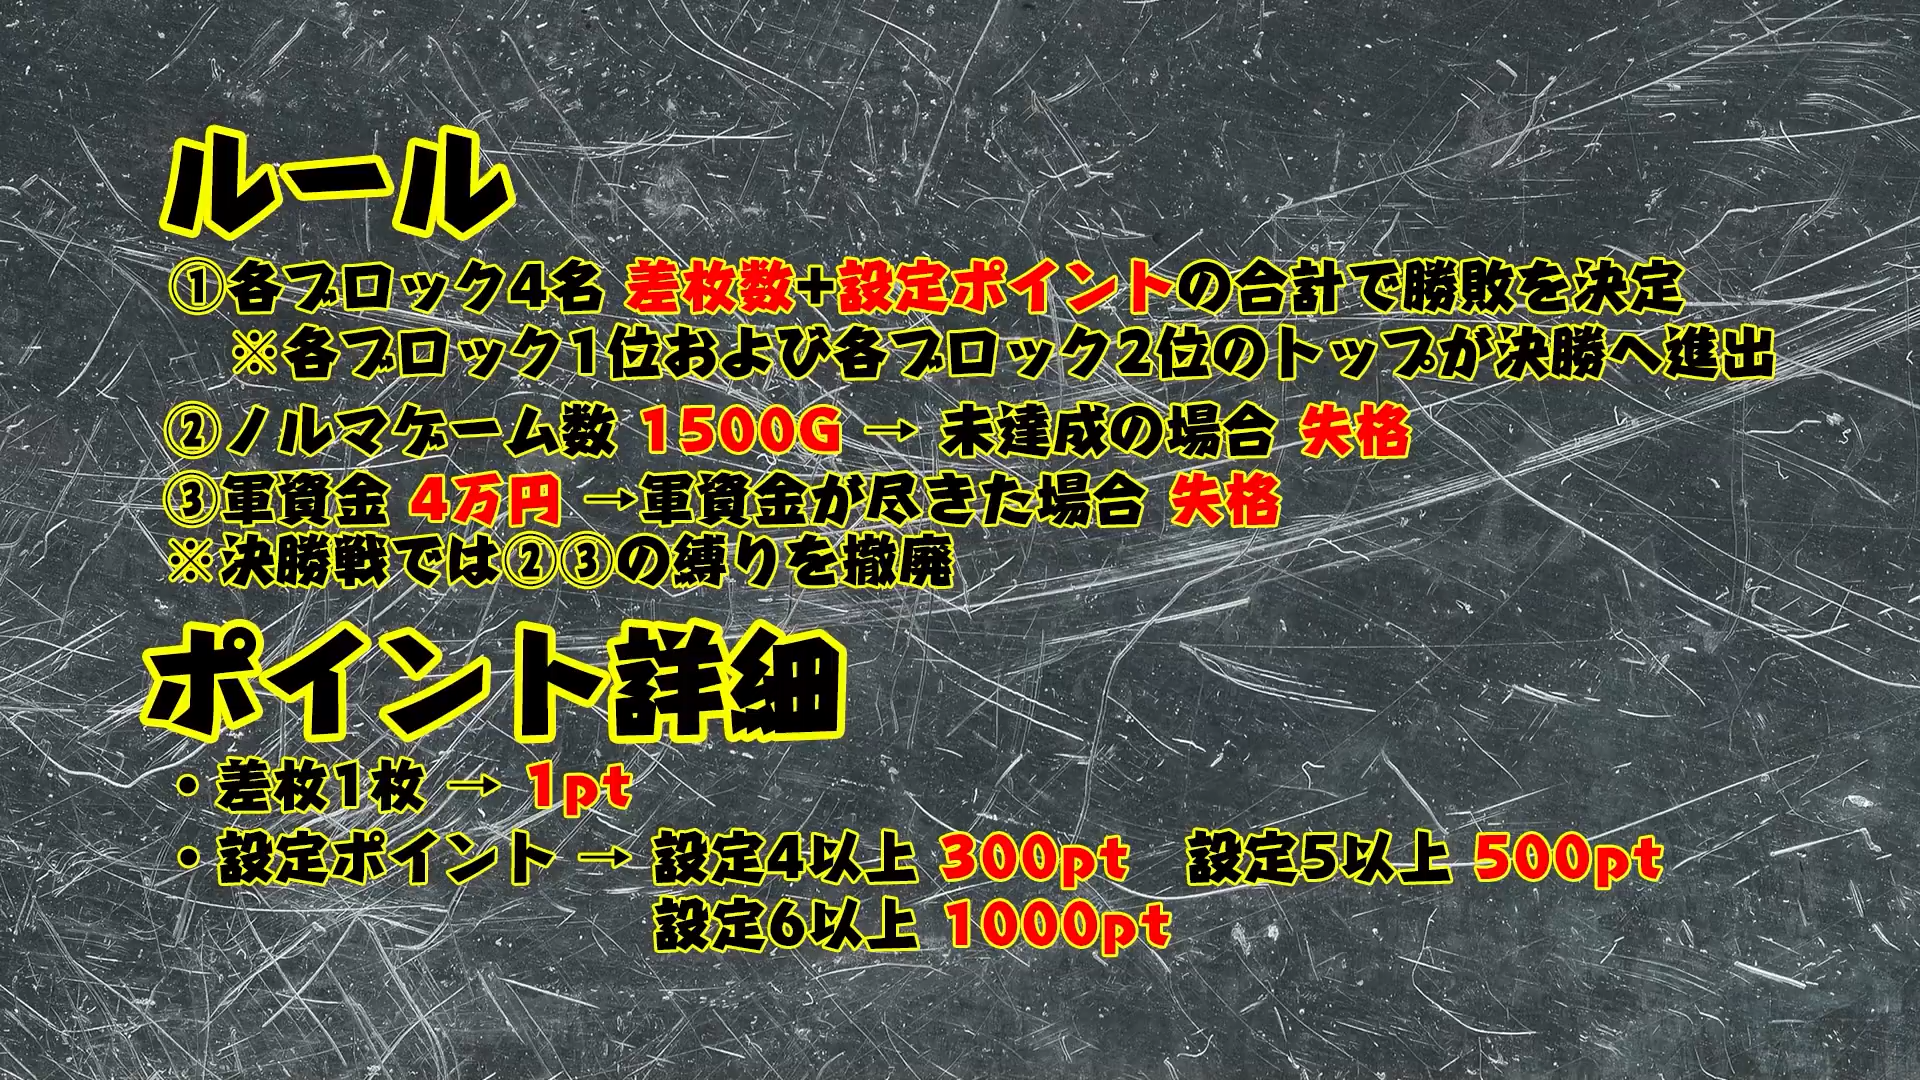 ルール
①各ブロック4名 差枚数+設定ポイントの合計で勝敗を決定
※各ブロック1位および各ブロック2位のトップが決勝へ進出
②ノルマゲーム数 1500G → 未達成の場合 失格
③軍資金 4万円 →軍資金が尽きた場合 失格
※決勝戦では②③の縛りを撤廃
ポイント詳細
・差枚1枚 → 1pt
・設定ポイント → 設定4以上 300pt 設定5以上 500pt
設定6以上 1000pt